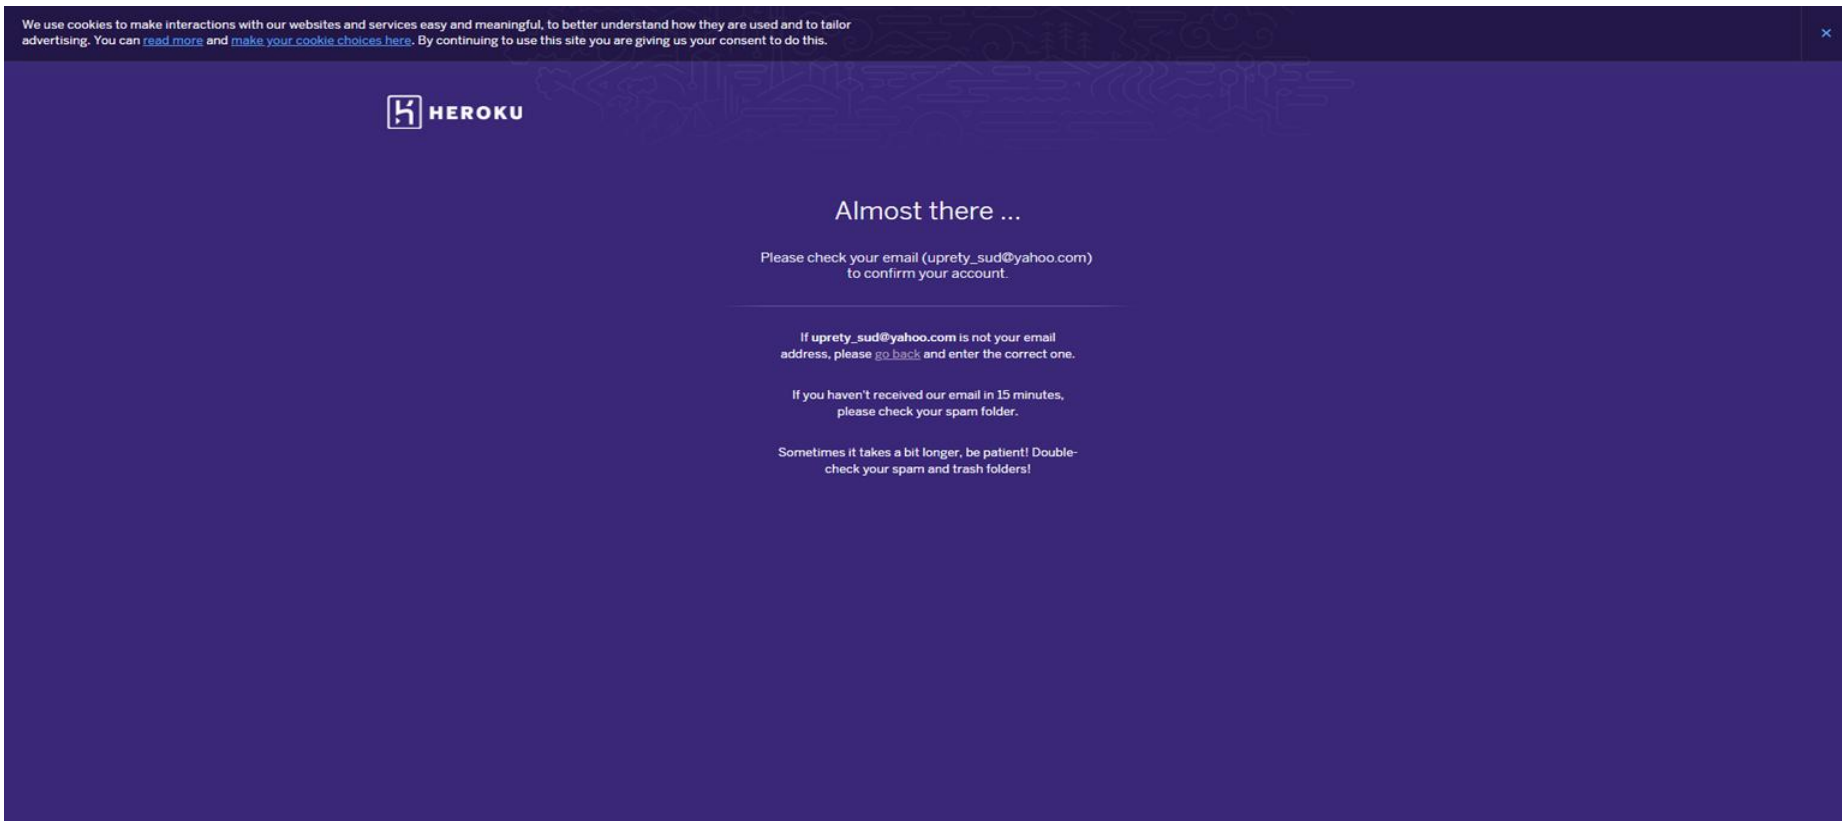 We use cookies to make interactions with our websites and services easy and meaningful, to better understand how they are used and to tailor
advertising. You can read more and make your cookie choices here. By continuing to use this site you are giving us your consent to do this.
×
HEROKU
Almost there ...
Please check your email (uprety_sud@yahoo.com)
to confirm your account.
If uprety_sud@yahoo.com is not your email
address, please go back and enter the correct one.
If you haven't received our email in 15 minutes,
please check your spam folder.
Sometimes it takes a bit longer, be patient! Double-
check your spam and trash folders!